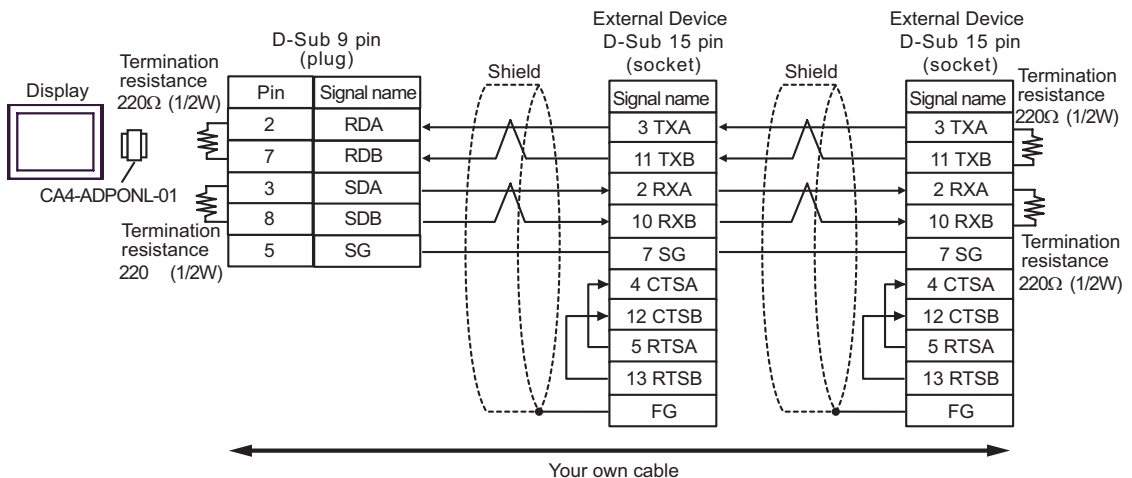 Display
CA4-ADPONL-01
Termination
resistance
220Ω (1/2W)
Termination
resistance
220 (1/2W)
D-Sub 9 pin
(plug)
Pin Signal name
2 RDA
7 RDB
3 SDA
8 SDB
5 SG
Shield
External Device
D-Sub 15 pin
(socket)
Signal name
3 TXA
11 TXB
2 RXA
10 RXB
7 SG
4 CTSA
12 CTSB
5 RTSA
13 RTSB
FG
Shield
External Device
D-Sub 15 pin
(socket)
Signal name
3 TXA
11 TXB
2 RXA
10 RXB
7 SG
4 CTSA
12 CTSB
5 RTSA
13 RTSB
FG
Termination
resistance
220Ω (1/2W)
Termination
resistance
220Ω (1/2W)
Your own cable